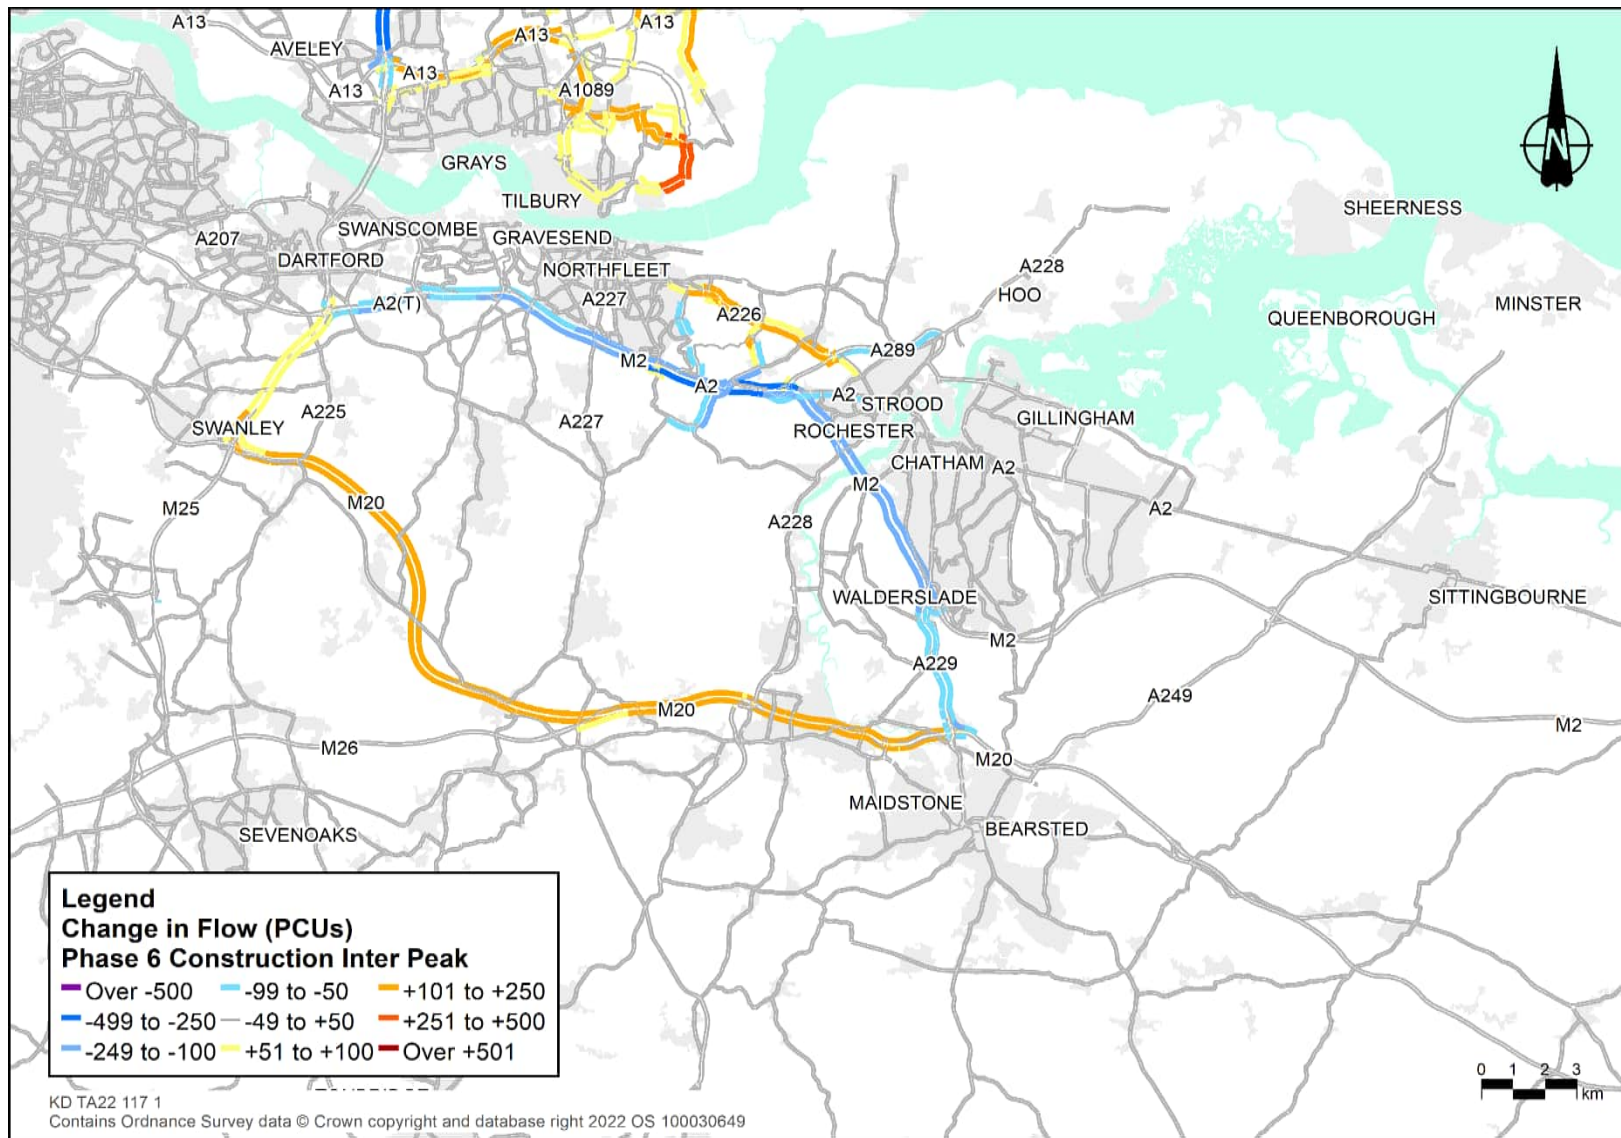 A13
A13
A13
AVELEY
A13
A13
A1089
GRAYS
TILBURY
N
SHEERNESS
SWANSCOMBE
A207
GRAVESEND
DARTFORD
NORTHFLEET
A228
HOO
MINSTER
A2(T)
A227
A226
QUEENBOROUGH
M2
A289
A2
A2
STROOD
A225
A227
GILLINGHAM
SWANLEY
ROCHESTER
CHATHAM
A2
M20
M2
M25
A228
A2
WALDERSLADE
SITTINGBOURNE
M2
A229
A249
M20
M2
M26
M20
MAIDSTONE
SEVENOAKS
BEARSTED
Legend
Change in Flow (PCUs)
Phase 6 Construction Inter Peak
Over -500 -99 to -50 +101 to +250
-499 to -250 -49 to +50 +251 to +500
-249 to -100 +51 to +100 Over +501
0 1 2 3
km
KD TA22 117 1
Contains Ordnance Survey data © Crown copyright and database right 2022 OS 100030649